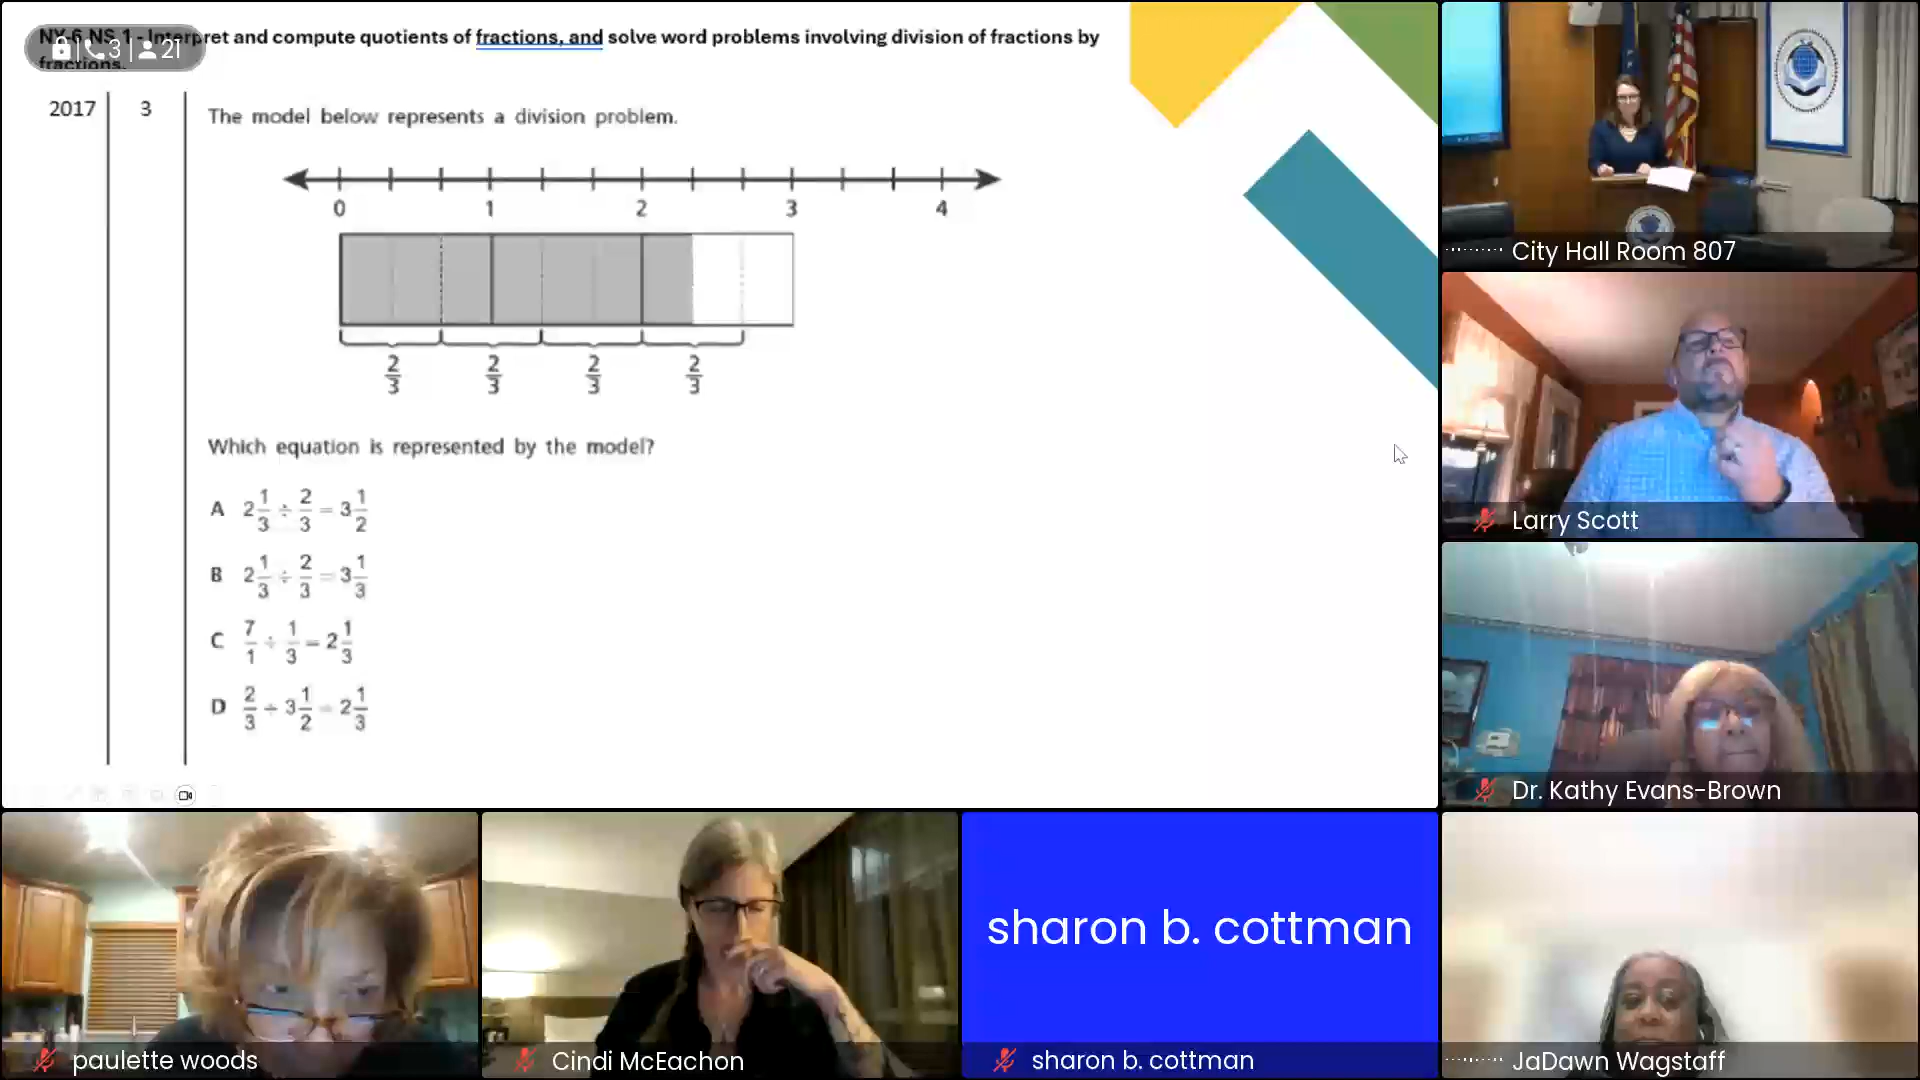 NY-6.NS.1 - Interpret and compute quotients of fractions, and solve word problems involving division of fractions by
fractions.
3 21
2017 3 The model below represents a division problem.
0 1 2 3 4
2/3 2/3 2/3 2/3
Which equation is represented by the model?
A 2 1/3 ÷ 2/3 = 3 1/2
B 2 1/3 ÷ 2/3 = 3 1/3
C 7/1 ÷ 1/3 = 2 1/3
D 2/3 ÷ 3 1/2 = 2 1/3
City Hall Room 807
Larry Scott
Dr. Kathy Evans-Brown
paulette woods
Cindi McEachon
sharon b. cottman
sharon b. cottman
JaDawn Wagstaff